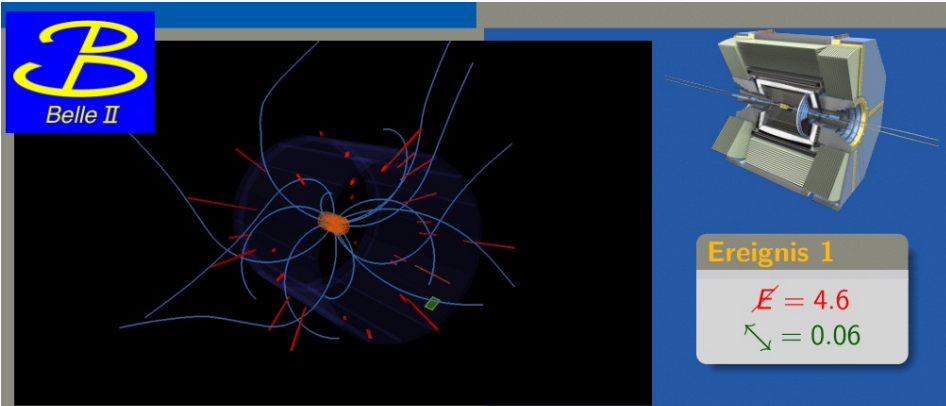 Belle II
Ereignis 1
E̸ = 4.6
⤡ = 0.06